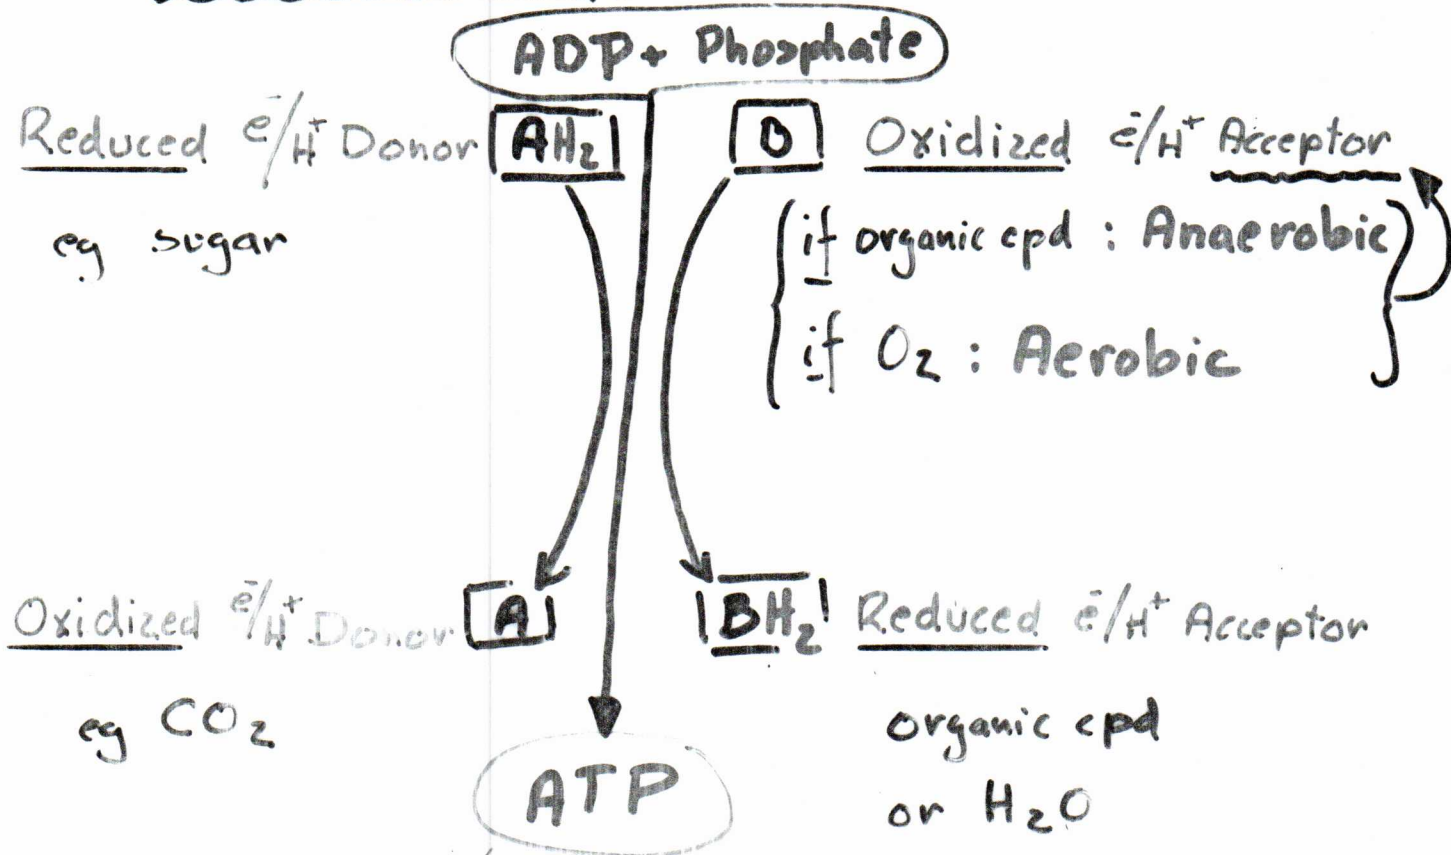 ADP + Phosphate
Reduced e⁻/H⁺ Donor AH₂ B Oxidized e⁻/H⁺ Acceptor
eg sugar
if organic cpd : Anaerobic
if O₂ : Aerobic
Oxidized e⁻/H⁺ Donor A BH₂ Reduced e⁻/H⁺ Acceptor
eg CO₂
organic cpd
or H₂O
ATP